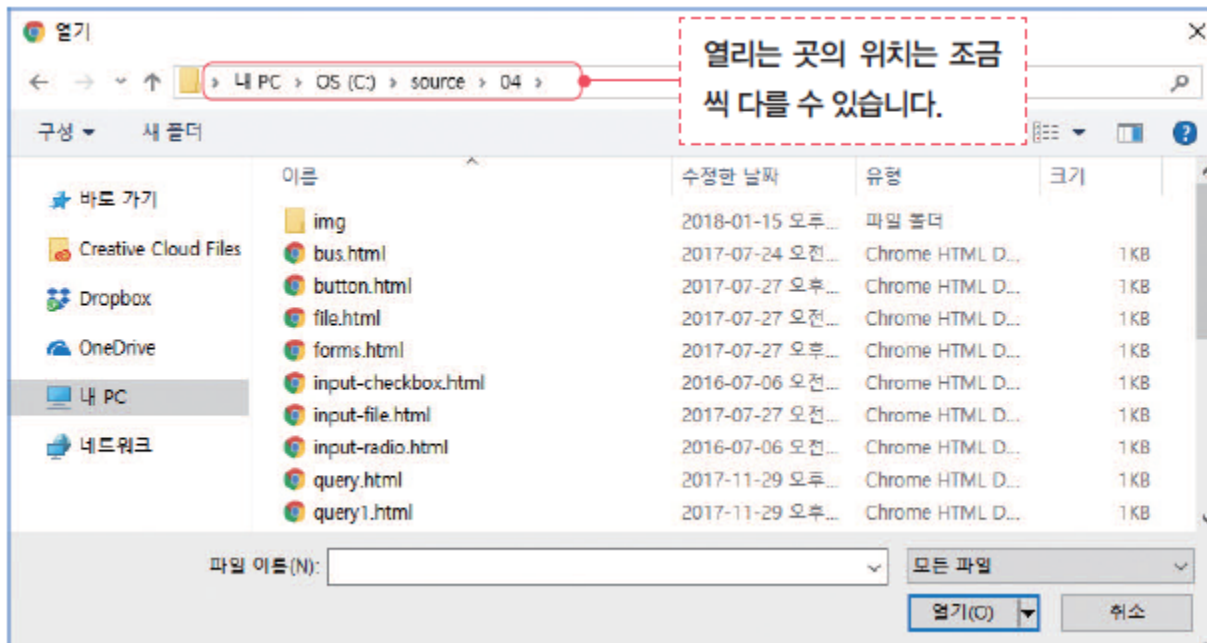 열기
열리는 곳의 위치는 조금
씩 다를 수 있습니다.
› 내 PC › OS (C:) › source › 04 ›
구성 새 폴더
이름 수정한 날짜 유형 크기
바로 가기
Creative Cloud Files
Dropbox
OneDrive
내 PC
네트워크
img 2018-01-15 오후... 파일 폴더
bus.html 2017-07-24 오전... Chrome HTML D... 1KB
button.html 2017-07-27 오후... Chrome HTML D... 1KB
file.html 2017-07-27 오전... Chrome HTML D... 1KB
forms.html 2017-07-27 오후... Chrome HTML D... 1KB
input-checkbox.html 2016-07-06 오전... Chrome HTML D... 1KB
input-file.html 2017-07-27 오전... Chrome HTML D... 1KB
input-radio.html 2016-07-06 오전... Chrome HTML D... 1KB
query.html 2017-11-29 오후... Chrome HTML D... 1KB
query1.html 2017-11-29 오후... Chrome HTML D... 1KB
파일 이름(N): 모든 파일
열기(O) 취소